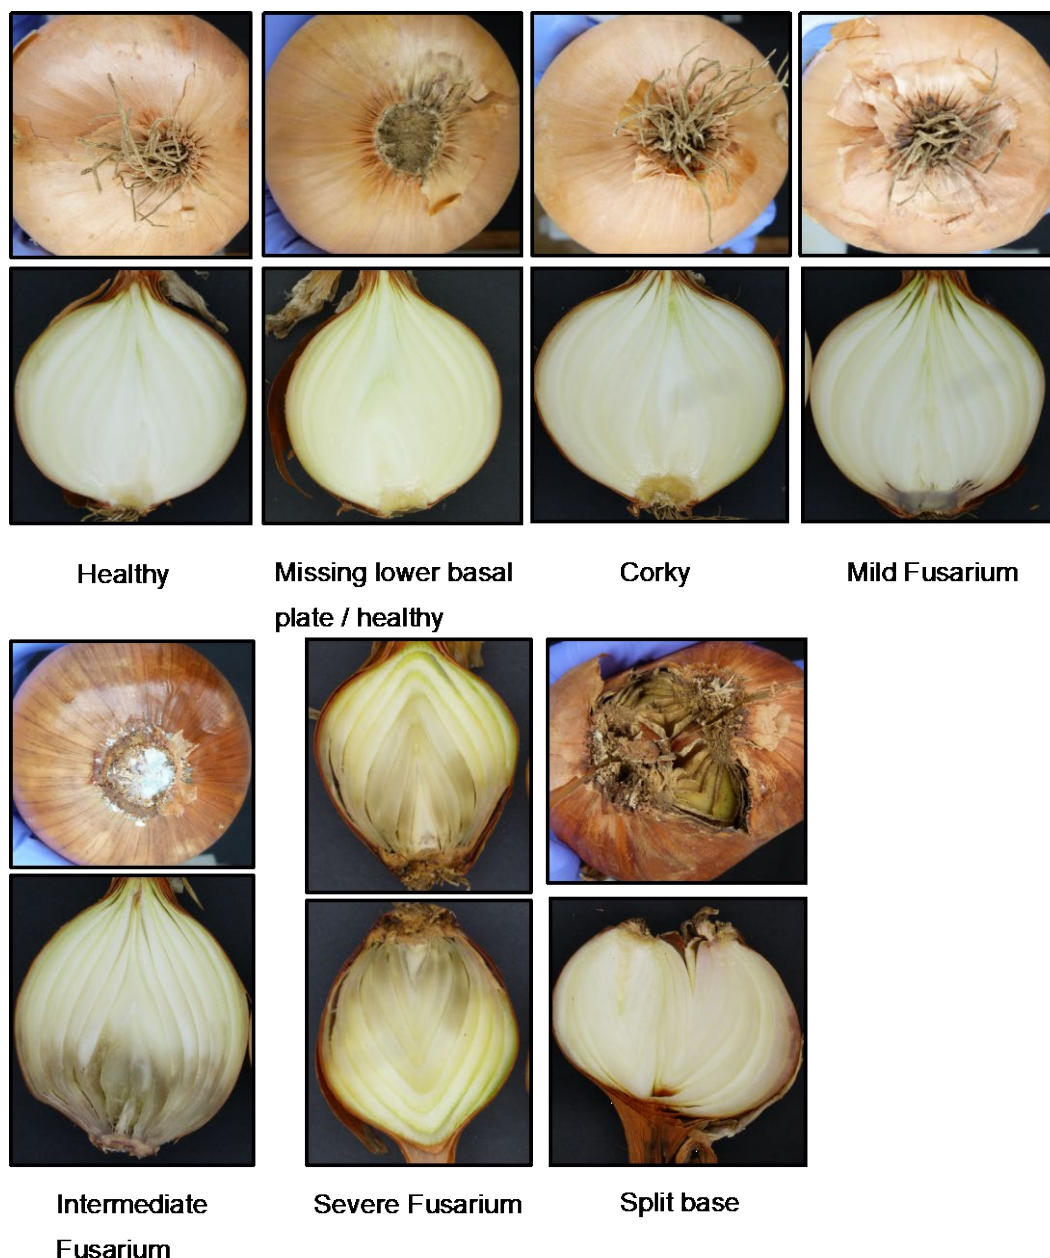 Healthy
Missing lower basal
plate / healthy
Corky
Mild Fusarium
Intermediate
Fusarium
Severe Fusarium
Split base